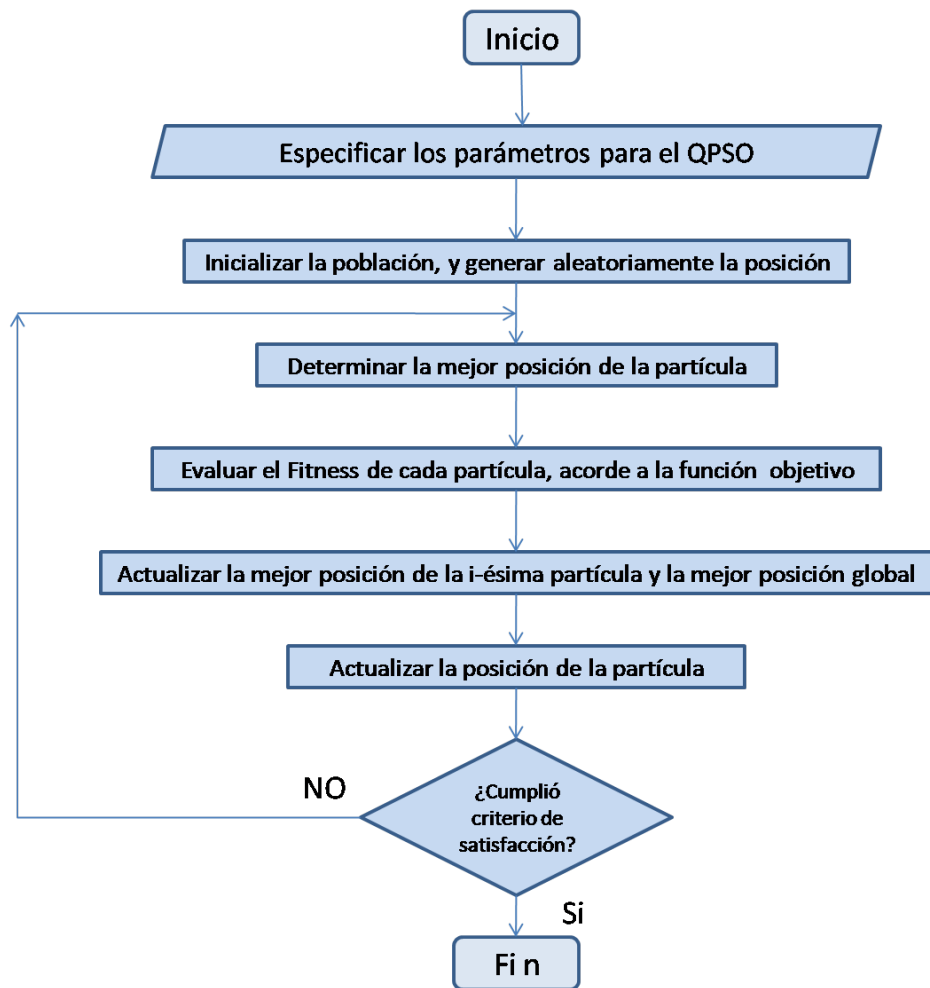 Inicio
Especificar los parámetros para el QPSO
Inicializar la población, y generar aleatoriamente la posición
Determinar la mejor posición de la partícula
Evaluar el Fitness de cada partícula, acorde a la función objetivo
Actualizar la mejor posición de la i-ésima partícula y la mejor posición global
Actualizar la posición de la partícula
NO
¿Cumplió
criterio de
satisfacción?
Si
Fi n